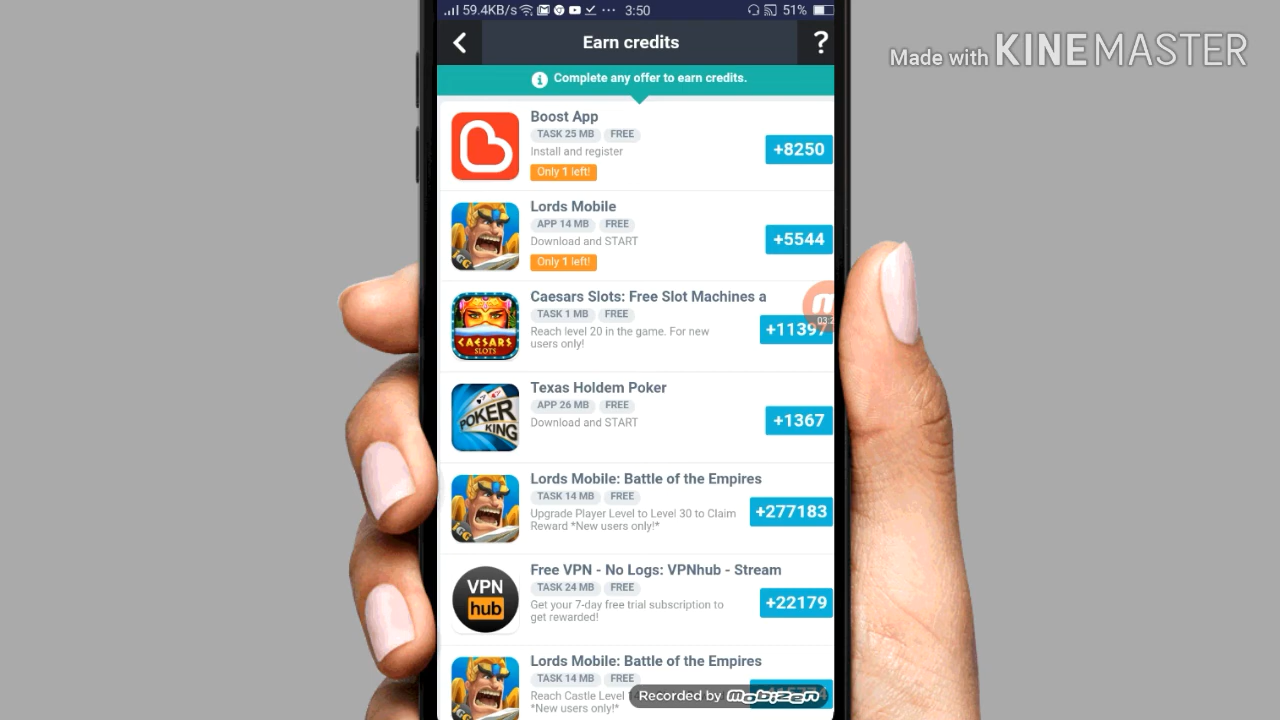 59.4KB/s 3:50 51%
Earn credits ?
Made with KINEMASTER
Complete any offer to earn credits.
Boost App
TASK 25 MB FREE
Install and register
+8250
Only 1 left!
Lords Mobile
APP 14 MB FREE
Download and START
+5544
Only 1 left!
IGG
Caesars Slots: Free Slot Machines a
TASK 1 MB FREE
Reach level 20 in the game. For new
users only!
+11397
CAESARS
SLOTS
Texas Holdem Poker
APP 26 MB FREE
Download and START
+1367
POKER
KING
Lords Mobile: Battle of the Empires
TASK 14 MB FREE
Upgrade Player Level to Level 30 to Claim
Reward *New users only!*
+277183
IGG
Free VPN - No Logs: VPNhub - Stream
TASK 24 MB FREE
Get your 7-day free trial subscription to
get rewarded!
+22179
VPN
hub
Lords Mobile: Battle of the Empires
TASK 14 MB FREE
Reach Castle Level
*New users only!*
Recorded by Mobizen